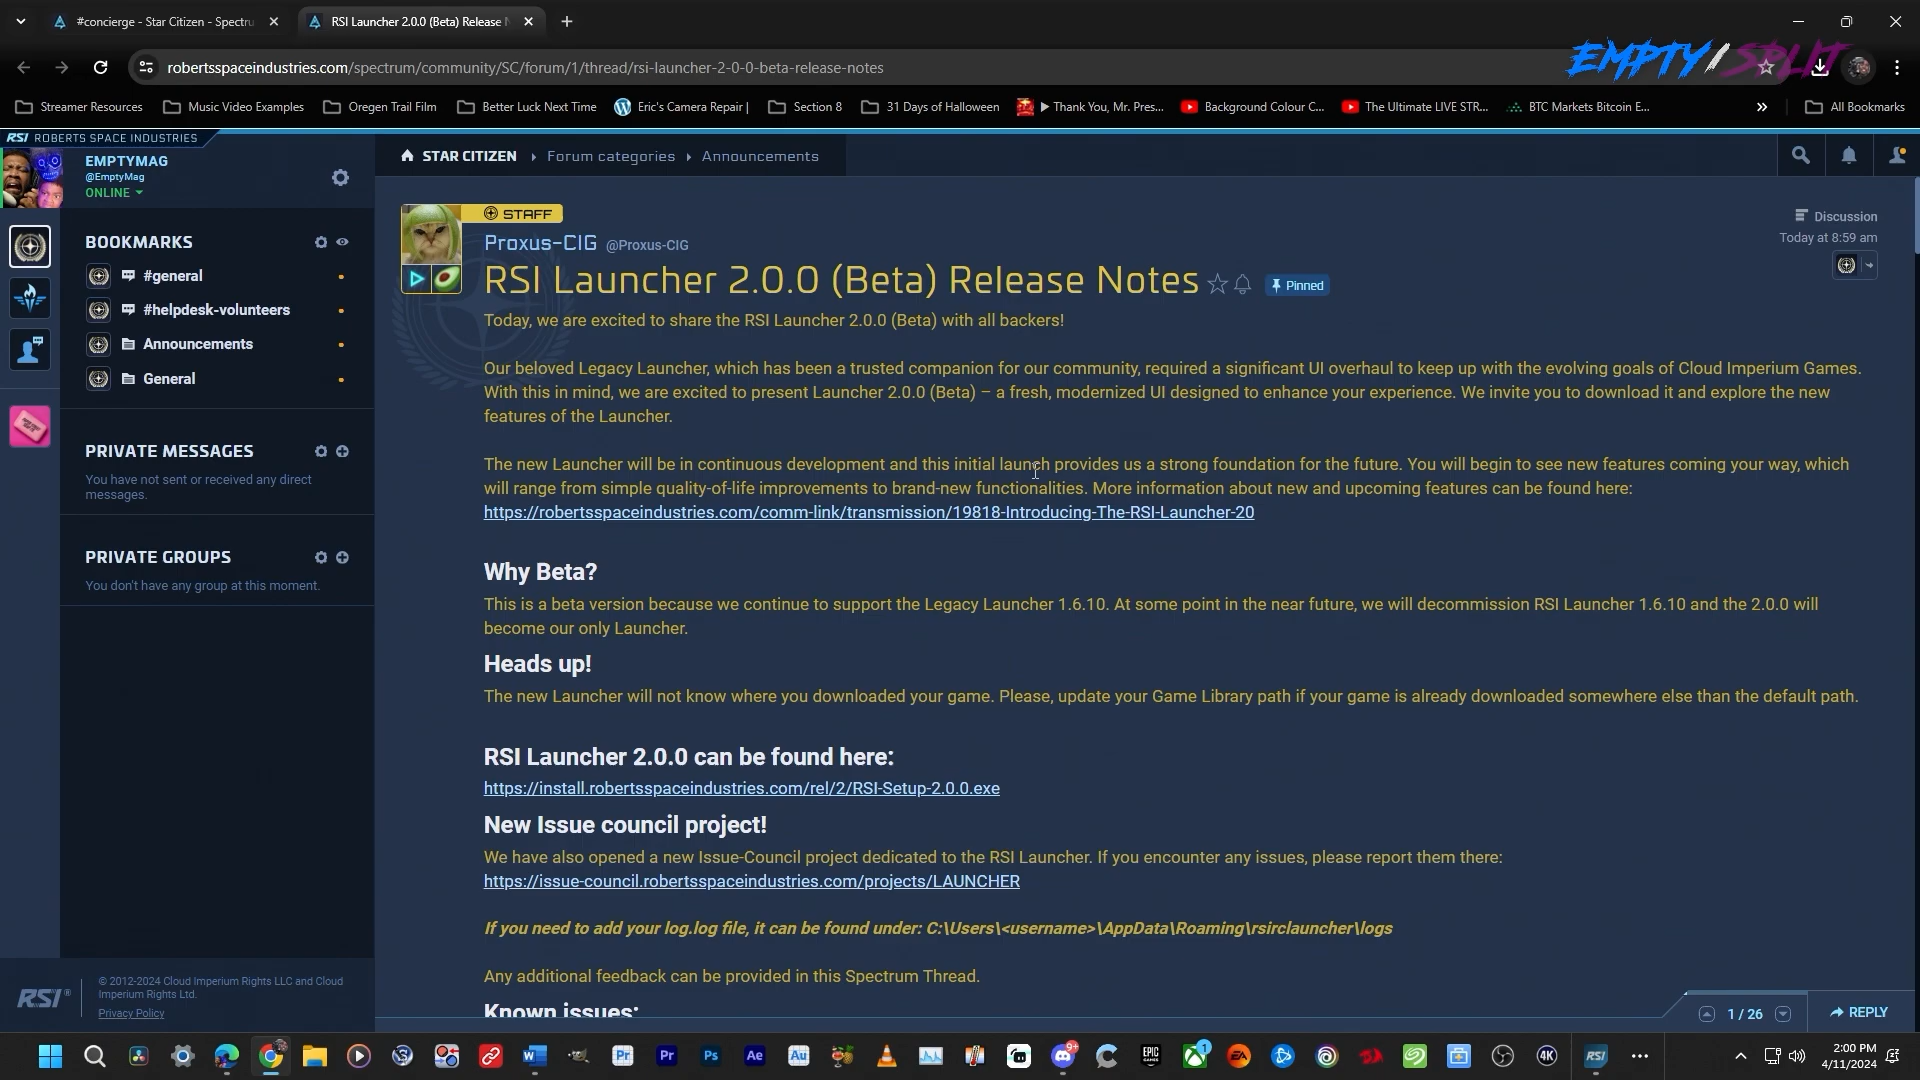 #concierge - Star Citizen - Spectru
RSI Launcher 2.0.0 (Beta) Release N
EMPTY/SPLIT
robertsspaceindustries.com/spectrum/community/SC/forum/1/thread/rsi-launcher-2-0-0-beta-release-notes
Streamer Resources
Music Video Examples
Oregen Trail Film
Better Luck Next Time
Eric's Camera Repair |
Section 8
31 Days of Halloween
▶ Thank You, Mr. Pres...
Background Colour C...
The Ultimate LIVE STR...
BTC Markets Bitcoin E...
All Bookmarks
RSI ROBERTS SPACE INDUSTRIES
EMPTYMAG
@EmptyMag
ONLINE
STAR CITIZEN
Forum categories
Announcements
BOOKMARKS
#general
#helpdesk-volunteers
Announcements
General
PRIVATE MESSAGES
You have not sent or received any direct
messages.
PRIVATE GROUPS
You don't have any group at this moment.
RSI
© 2012-2024 Cloud Imperium Rights LLC and Cloud
Imperium Rights Ltd.
Privacy Policy
STAFF
Proxus-CIG @Proxus-CIG
Discussion
Today at 8:59 am
RSI Launcher 2.0.0 (Beta) Release Notes
Pinned
Today, we are excited to share the RSI Launcher 2.0.0 (Beta) with all backers!
Our beloved Legacy Launcher, which has been a trusted companion for our community, required a significant UI overhaul to keep up with the evolving goals of Cloud Imperium Games.
With this in mind, we are excited to present Launcher 2.0.0 (Beta) – a fresh, modernized UI designed to enhance your experience. We invite you to download it and explore the new
features of the Launcher.
The new Launcher will be in continuous development and this initial launch provides us a strong foundation for the future. You will begin to see new features coming your way, which
will range from simple quality-of-life improvements to brand-new functionalities. More information about new and upcoming features can be found here:
https://robertsspaceindustries.com/comm-link/transmission/19818-Introducing-The-RSI-Launcher-20
Why Beta?
This is a beta version because we continue to support the Legacy Launcher 1.6.10. At some point in the near future, we will decommission RSI Launcher 1.6.10 and the 2.0.0 will
become our only Launcher.
Heads up!
The new Launcher will not know where you downloaded your game. Please, update your Game Library path if your game is already downloaded somewhere else than the default path.
RSI Launcher 2.0.0 can be found here:
https://install.robertsspaceindustries.com/rel/2/RSI-Setup-2.0.0.exe
New Issue council project!
We have also opened a new Issue-Council project dedicated to the RSI Launcher. If you encounter any issues, please report them there:
https://issue-council.robertsspaceindustries.com/projects/LAUNCHER
If you need to add your log.log file, it can be found under: C:\Users\<username>\AppData\Roaming\rsirclauncher\logs
Any additional feedback can be provided in this Spectrum Thread.
Known issues:
1 / 26
REPLY
W
Pr
Pr
Ps
Ae
Au
9+
EPIC GAMES
1
EA
4K
RSI
2:00 PM
4/11/2024